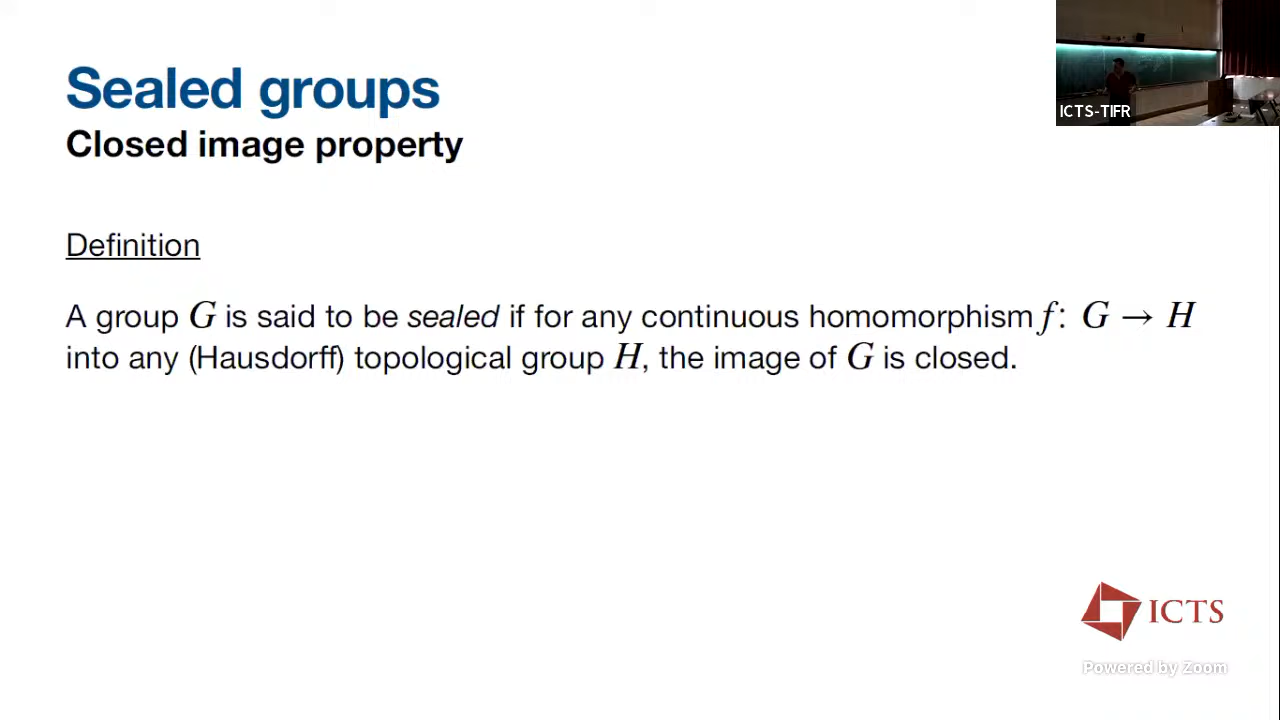 Sealed groups
Closed image property
ICTS-TIFR
Definition
A group G is said to be sealed if for any continuous homomorphism f: G → H
into any (Hausdorff) topological group H, the image of G is closed.
ICTS
Powered by Zoom